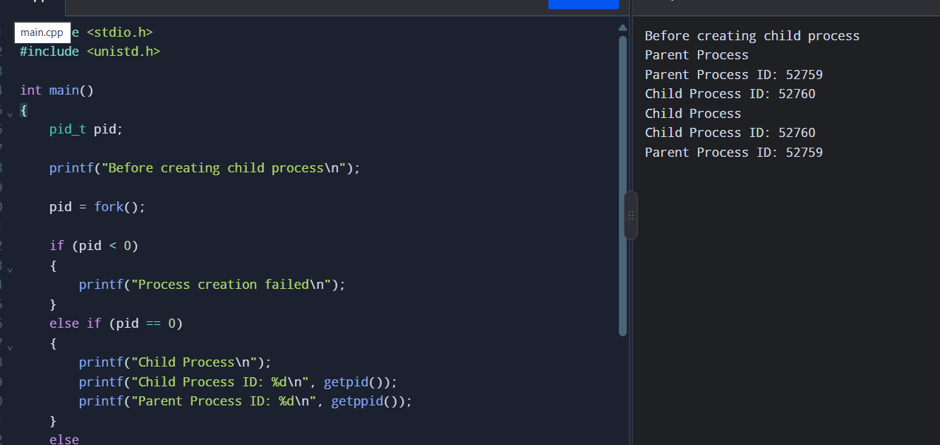 main.cpp
e <stdio.h>
#include <unistd.h>
int main()
{
    pid_t pid;
    printf("Before creating child process\n");
    pid = fork();
    if (pid < 0)
    {
        printf("Process creation failed\n");
    }
    else if (pid == 0)
    {
        printf("Child Process\n");
        printf("Child Process ID: %d\n", getpid());
        printf("Parent Process ID: %d\n", getppid());
    }
    else
Before creating child process
Parent Process
Parent Process ID: 52759
Child Process ID: 52760
Child Process
Child Process ID: 52760
Parent Process ID: 52759